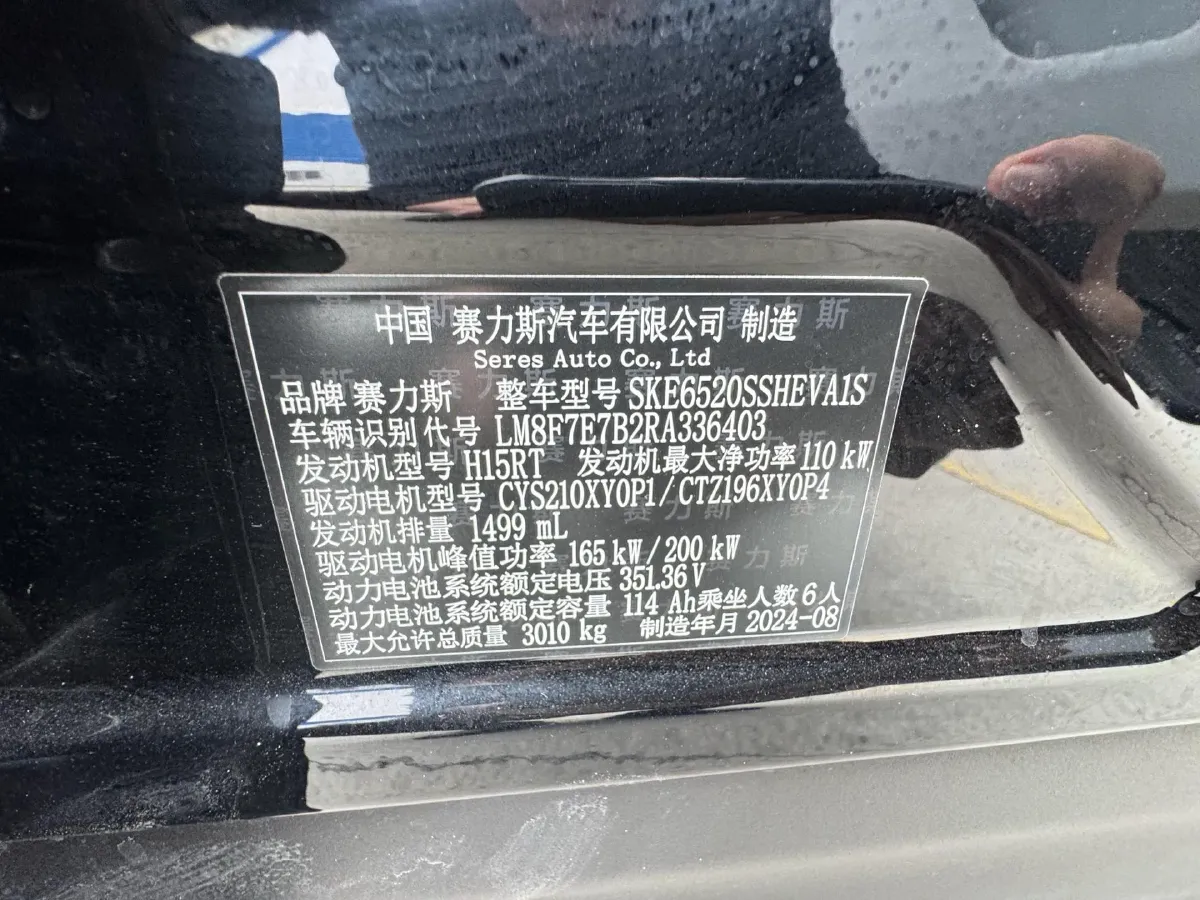 中国 赛力斯汽车有限公司 制造
Seres Auto Co., Ltd
品牌 赛力斯 整车型号 SKE6520SSHEVA1S
车辆识别代号 LM8F7E7B2RA336403
发动机型号 H15RT 发动机最大净功率 110 kW
驱动电机型号 CYS210XY0P1/CTZ196XY0P4
发动机排量 1499 mL
驱动电机峰值功率 165 kW/200 kW
动力电池系统额定电压 351.36 V
动力电池系统额定容量 114 Ah 乘坐人数 6 人
最大允许总质量 3010 kg 制造年月 2024-08